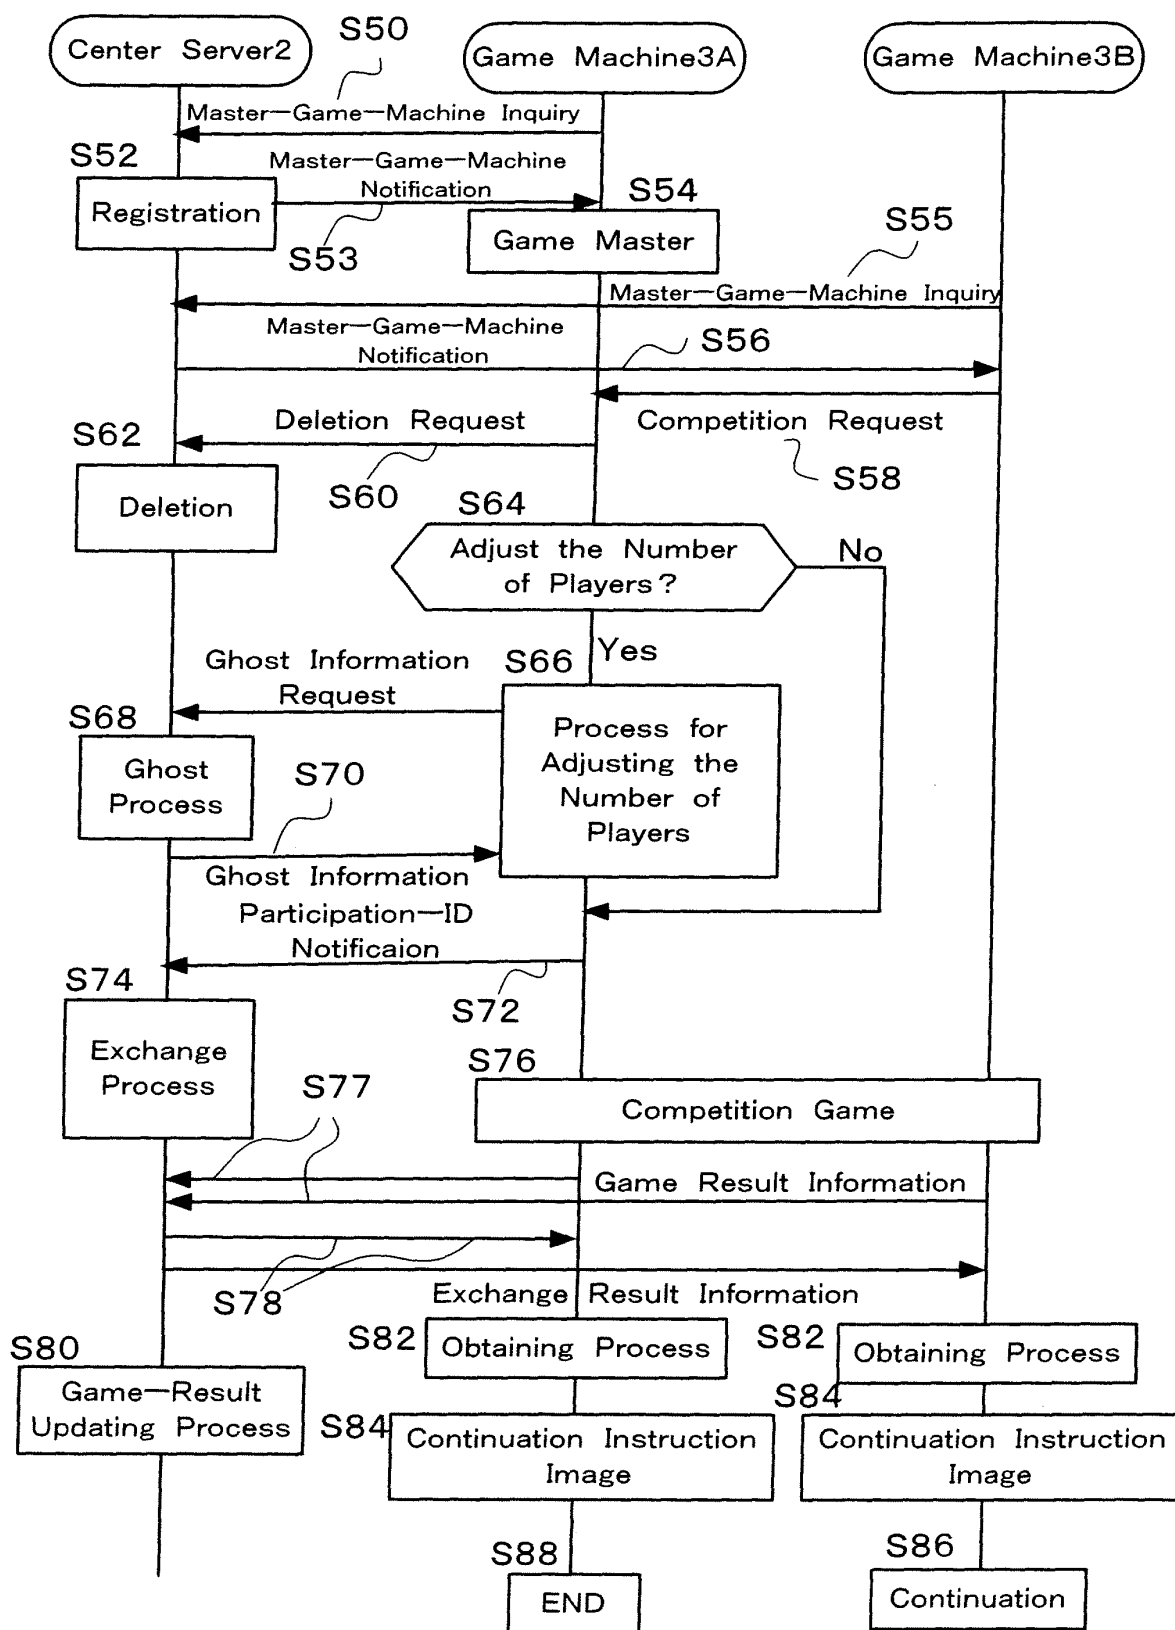 Center Server2
S50
Game Machine3A
Game Machine3B
Master-Game-Machine Inquiry
S52
Master-Game-Machine
Notification
S54
Registration
S53
Game Master
S55
Master-Game-Machine Inquiry
Master-Game-Machine
Notification
S56
Deletion Request
Competition Request
S62
S60
S58
Deletion
S64
Adjust the Number
of Players?
No
Yes
Ghost Information
Request
S66
S68
Process for
Adjusting the
Number of
Players
Ghost
Process
S70
Ghost Information
Participation-ID
Notificaion
S74
S72
Exchange
Process
S76
S77
Competition Game
Game Result Information
S78
Exchange Result Information
S80
S82
Obtaining Process
S82
Obtaining Process
Game-Result
Updating Process
S84
Continuation Instruction
Image
S84
Continuation Instruction
Image
S88
END
S86
Continuation